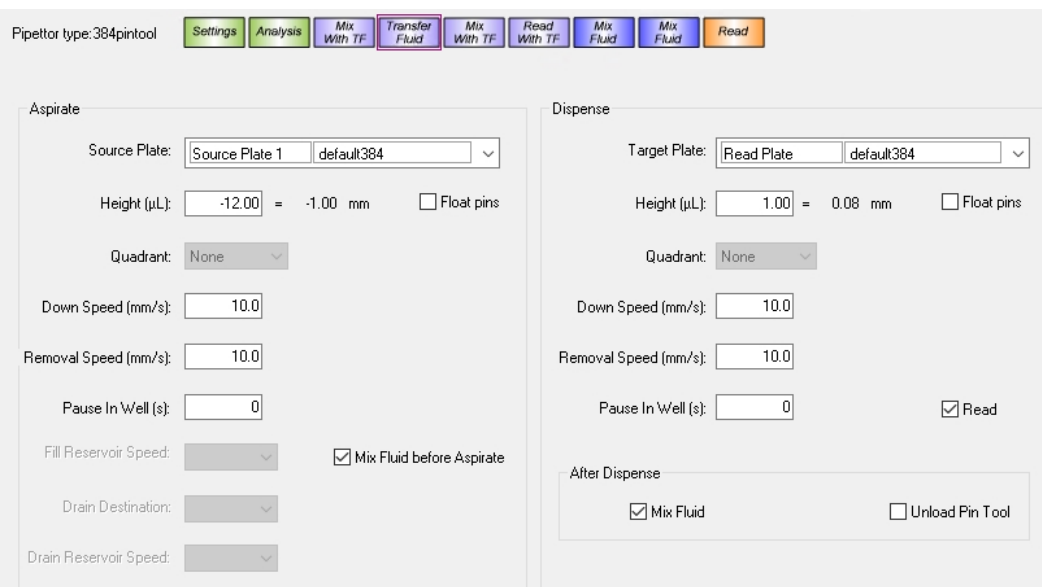 Pipettor type:384pintool
Settings
Analysis
Mix
With TF
Transfer
Fluid
Mix
With TF
Read
With TF
Mix
Fluid
Mix
Fluid
Read
Aspirate
Source Plate: Source Plate 1 default384
Height (µL): -12.00 = -1.00 mm Float pins
Quadrant: None
Down Speed (mm/s): 10.0
Removal Speed (mm/s): 10.0
Pause In Well (s): 0
Fill Reservoir Speed: Mix Fluid before Aspirate
Drain Destination:
Drain Reservoir Speed:
Dispense
Target Plate: Read Plate default384
Height (µL): 1.00 = 0.08 mm Float pins
Quadrant: None
Down Speed (mm/s): 10.0
Removal Speed (mm/s): 10.0
Pause In Well (s): 0 Read
After Dispense
Mix Fluid Unload Pin Tool